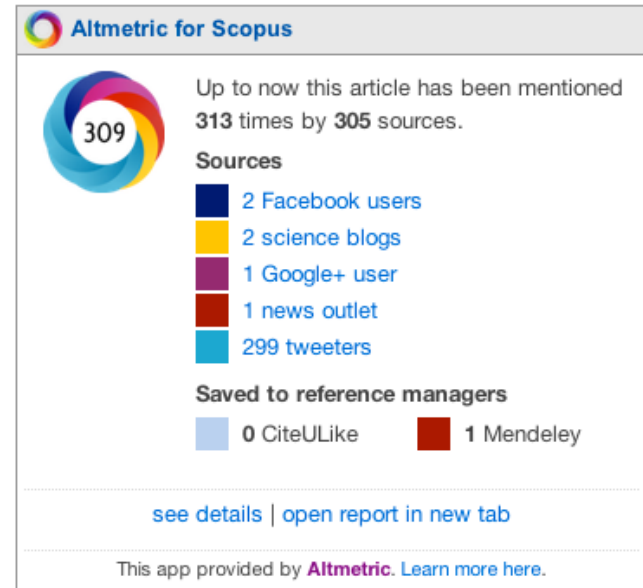 Altmetric for Scopus
309
Up to now this article has been mentioned
313 times by 305 sources.
Sources
2 Facebook users
2 science blogs
1 Google+ user
1 news outlet
299 tweeters
Saved to reference managers
0 CiteULike 1 Mendeley
see details | open report in new tab
This app provided by Altmetric. Learn more here.